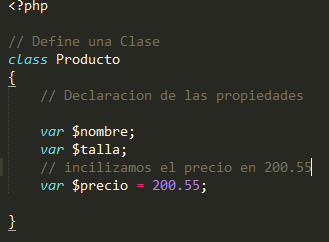 <?php
// Define una Clase
class Producto
{
// Declaracion de las propiedades
var $nombre;
var $talla;
// incilizamos el precio en 200.55
var $precio = 200.55;
}